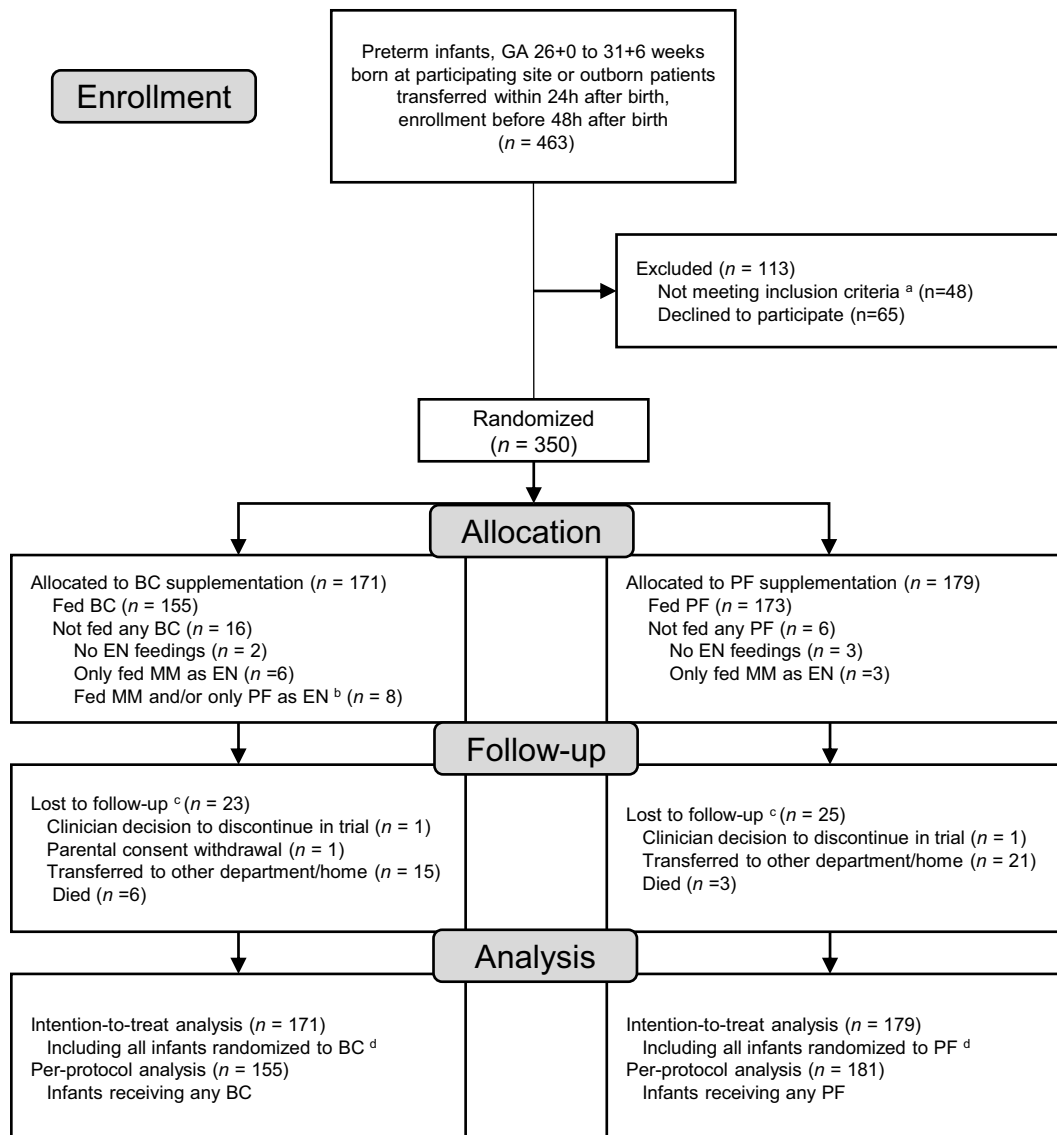 Enrollment
Preterm infants, GA 26+0 to 31+6 weeks
born at participating site or outborn patients
transferred within 24h after birth,
enrollment before 48h after birth
(n = 463)
Excluded (n = 113)
Not meeting inclusion criteria ᵃ (n=48)
Declined to participate (n=65)
Randomized
(n = 350)
Allocation
Allocated to BC supplementation (n = 171)
Fed BC (n = 155)
Not fed any BC (n = 16)
No EN feedings (n = 2)
Only fed MM as EN (n =6)
Fed MM and/or only PF as EN ᵇ (n = 8)
Allocated to PF supplementation (n = 179)
Fed PF (n = 173)
Not fed any PF (n = 6)
No EN feedings (n = 3)
Only fed MM as EN (n =3)
Follow-up
Lost to follow-up ᶜ (n = 23)
Clinician decision to discontinue in trial (n = 1)
Parental consent withdrawal (n = 1)
Transferred to other department/home (n = 15)
Died (n =6)
Lost to follow-up ᶜ (n = 25)
Clinician decision to discontinue in trial (n = 1)
Transferred to other department/home (n = 21)
Died (n =3)
Analysis
Intention-to-treat analysis (n = 171)
Including all infants randomized to BC ᵈ
Per-protocol analysis (n = 155)
Infants receiving any BC
Intention-to-treat analysis (n = 179)
Including all infants randomized to PF ᵈ
Per-protocol analysis (n = 181)
Infants receiving any PF